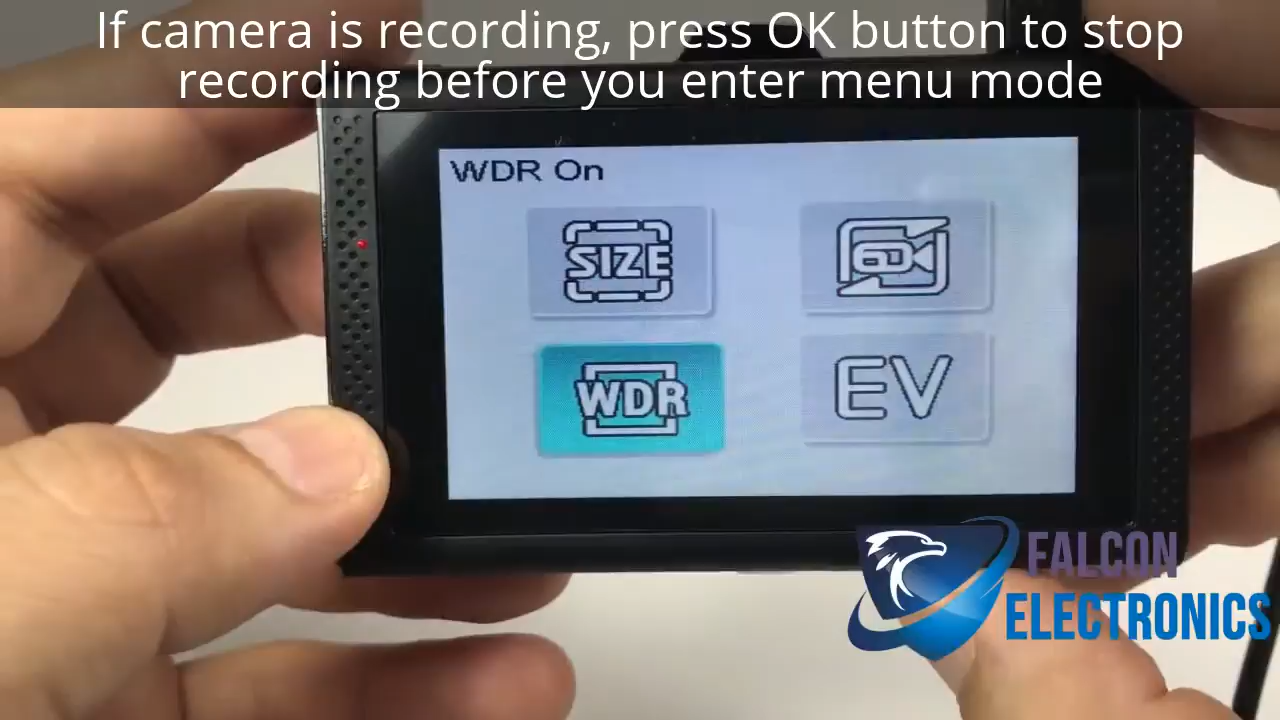 If camera is recording, press OK button to stop
recording before you enter menu mode
WDR On
SIZE
WDR
EV
FALCON
ELECTRONICS